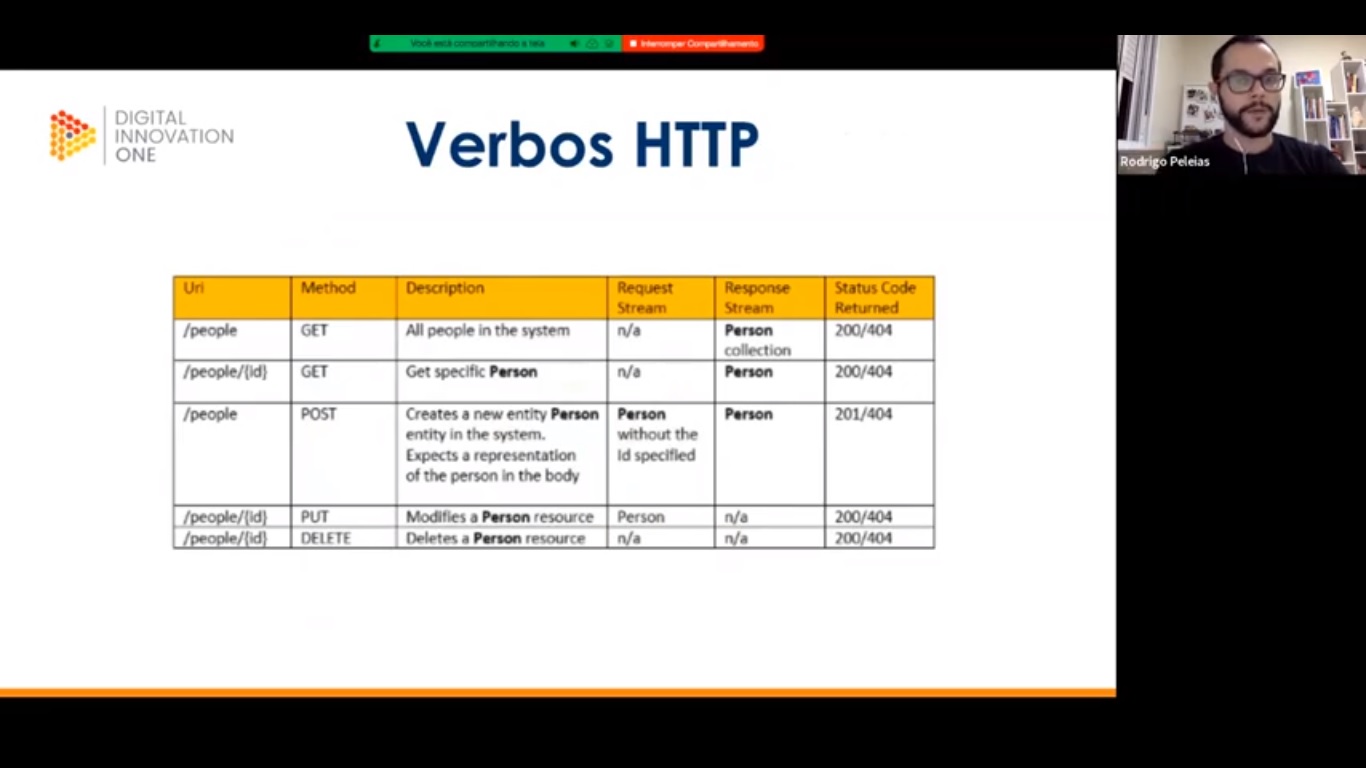 Você está compartilhando a tela
Interromper Compartilhamento
DIGITAL
INNOVATION
ONE
Verbos HTTP
Rodrigo Peleias
Uri Method Description Request Stream Response Stream Status Code Returned
/people GET All people in the system n/a Person collection 200/404
/people/{id} GET Get specific Person n/a Person 200/404
/people POST Creates a new entity Person entity in the system. Expects a representation of the person in the body Person without the Id specified Person 201/404
/people/{id} PUT Modifies a Person resource Person n/a 200/404
/people/{id} DELETE Deletes a Person resource n/a n/a 200/404